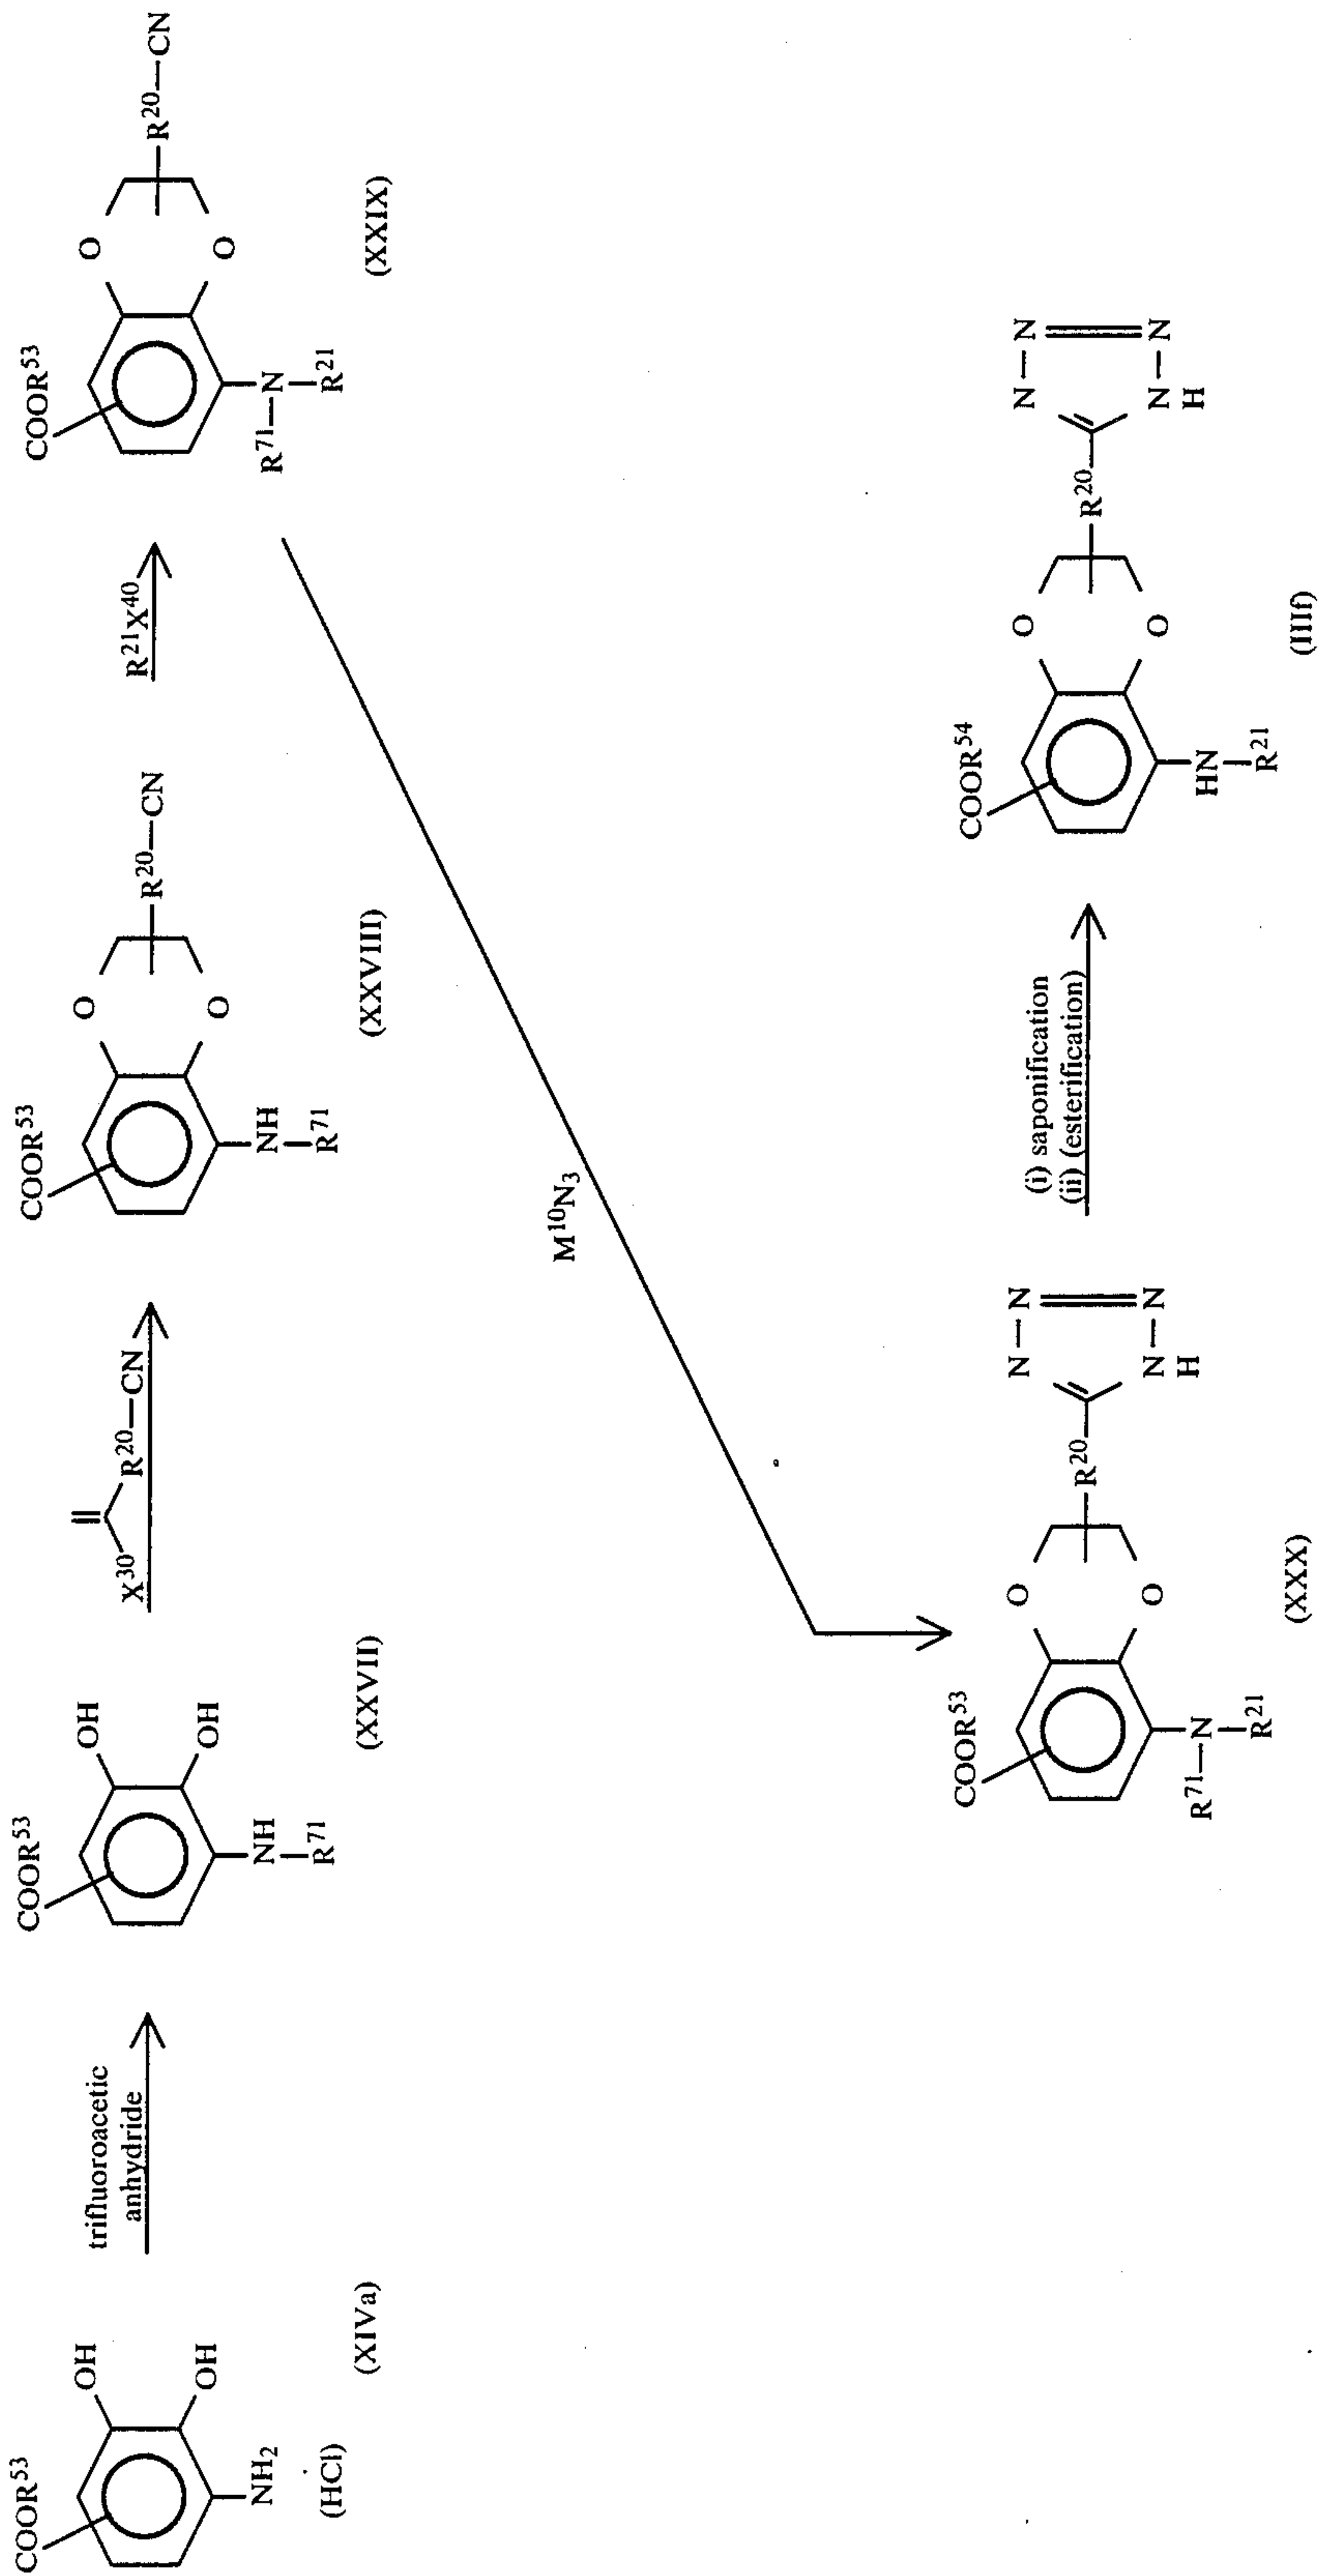 COOR⁵³
OH
OH
NH₂
(HCl)
(XIVa)
trifluoroacetic
anhydride
COOR⁵³
OH
OH
NH
R⁷¹
(XXVII)
X³⁰ R²⁰—CN
COOR⁵³
O
O
R²⁰—CN
NH
R⁷¹
(XXVIII)
R²¹X⁴⁰
COOR⁵³
O
O
R²⁰—CN
R⁷¹—N
R²¹
(XXIX)
M¹⁰N₃
COOR⁵³
O
O
R²⁰
N—N
N—N
H
R⁷¹—N
R²¹
(XXX)
(i) saponification
(ii) (esterification)
COOR⁵⁴
O
O
R²⁰
N—N
N—N
H
HN
R²¹
(IIIf)